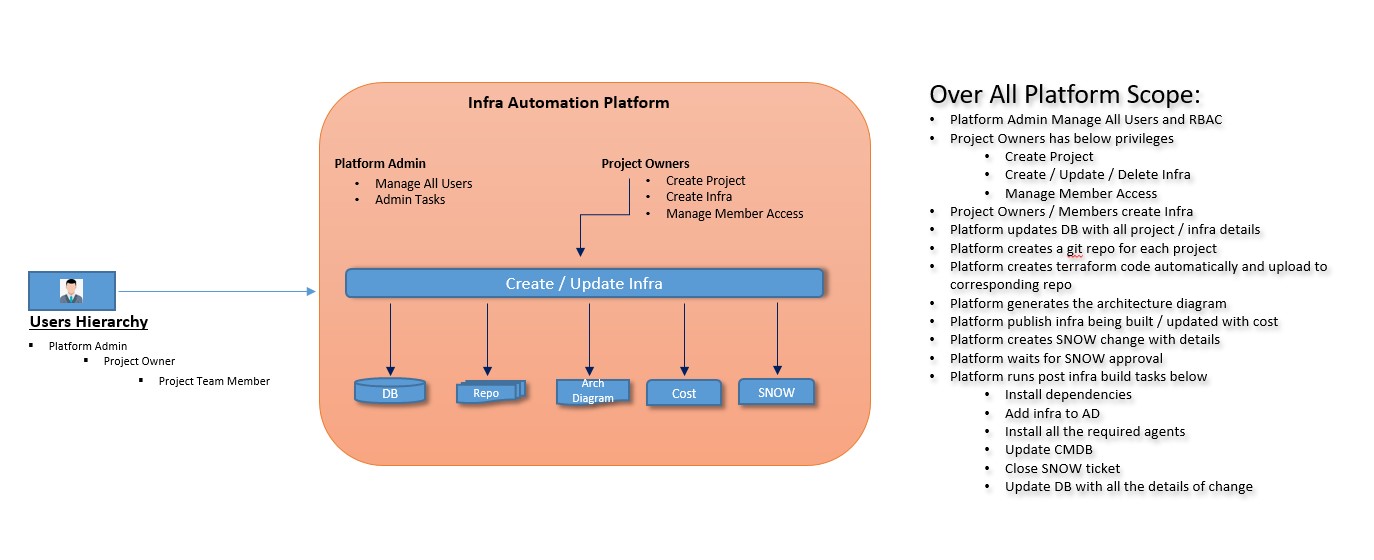 Infra Automation Platform
Platform Admin
• Manage All Users
• Admin Tasks
Project Owners
• Create Project
• Create Infra
• Manage Member Access
Create / Update Infra
DB
Repo
Arch
Diagram
Cost
SNOW
Users Hierarchy
▪ Platform Admin
▪ Project Owner
▪ Project Team Member
Over All Platform Scope:
• Platform Admin Manage All Users and RBAC
• Project Owners has below privileges
• Create Project
• Create / Update / Delete Infra
• Manage Member Access
• Project Owners / Members create Infra
• Platform updates DB with all project / infra details
• Platform creates a git repo for each project
• Platform creates terraform code automatically and upload to
corresponding repo
• Platform generates the architecture diagram
• Platform publish infra being built / updated with cost
• Platform creates SNOW change with details
• Platform waits for SNOW approval
• Platform runs post infra build tasks below
• Install dependencies
• Add infra to AD
• Install all the required agents
• Update CMDB
• Close SNOW ticket
• Update DB with all the details of change